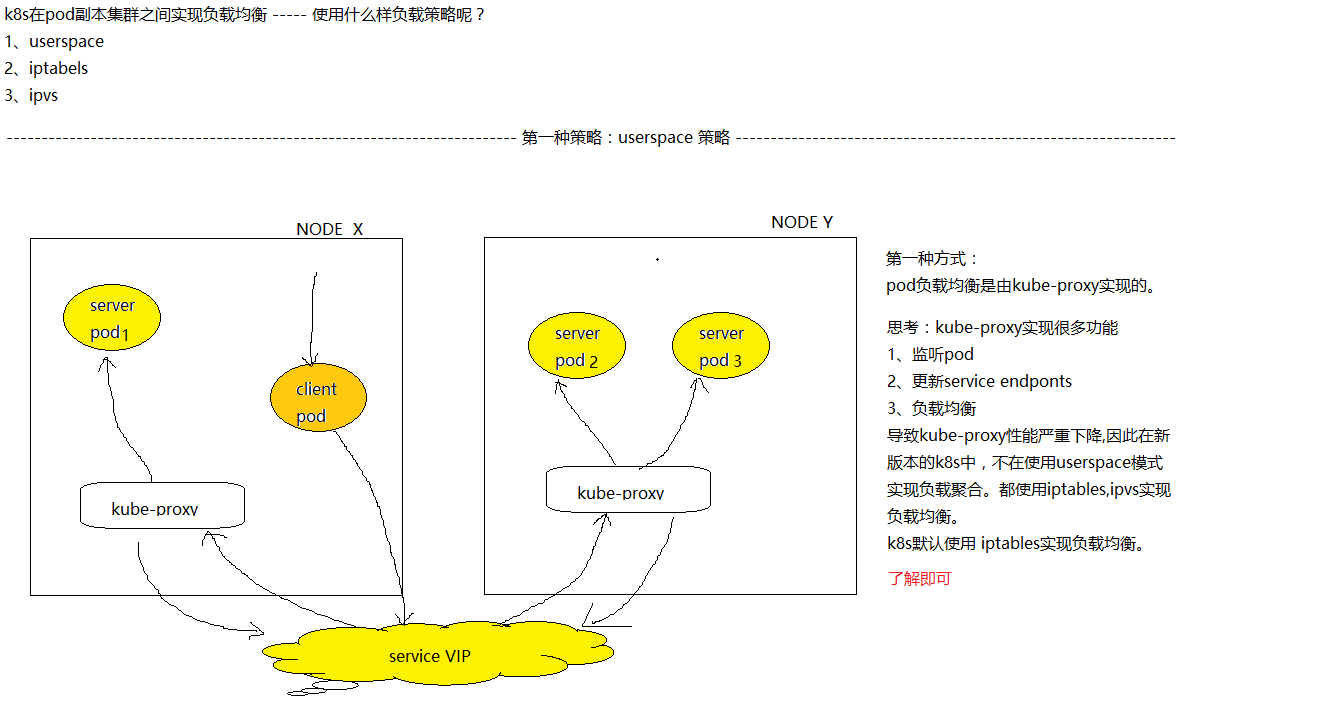 k8s在pod副本集群之间实现负载均衡 ----- 使用什么样负载策略呢？
1、userspace
2、iptabels
3、ipvs
------------------------------------------------------------------------- 第一种策略：userspace 策略 ---------------------------------------------------------------
NODE X
NODE Y
server
pod1
client
pod
kube-proxy
server
pod 2
server
pod 3
kube-proxy
service VIP
第一种方式：
pod负载均衡是由kube-proxy实现的。
思考：kube-proxy实现很多功能
1、监听pod
2、更新service endponts
3、负载均衡
导致kube-proxy性能严重下降,因此在新
版本的k8s中，不在使用userspace模式
实现负载聚合。都使用iptables,ipvs实现
负载均衡。
k8s默认使用 iptables实现负载均衡。
了解即可